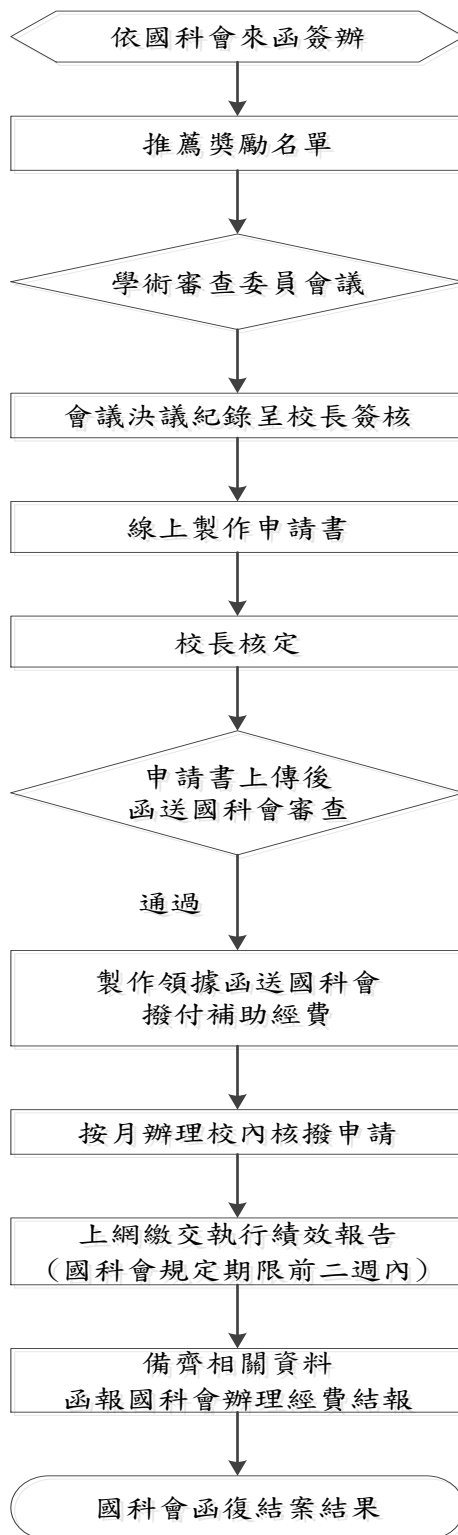 依國科會來函簽辦
推薦獎勵名單
學術審查委員會議
會議決議紀錄呈校長簽核
線上製作申請書
校長核定
申請書上傳後
函送國科會審查
通過
製作領據函送國科會
撥付補助經費
按月辦理校內核撥申請
上網繳交執行績效報告
（國科會規定期限前二週內）
備齊相關資料
函報國科會辦理經費結報
國科會函復結案結果